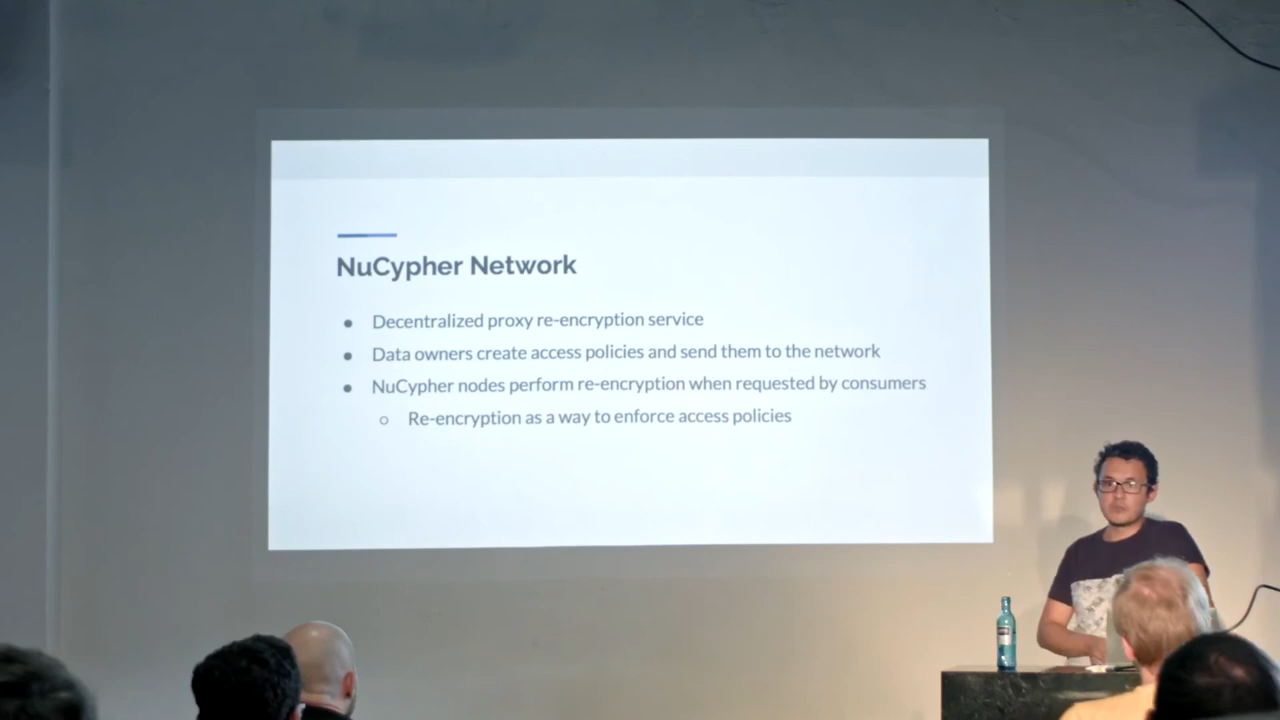 NuCypher Network
● Decentralized proxy re-encryption service
● Data owners create access policies and send them to the network
● NuCypher nodes perform re-encryption when requested by consumers
○ Re-encryption as a way to enforce access policies